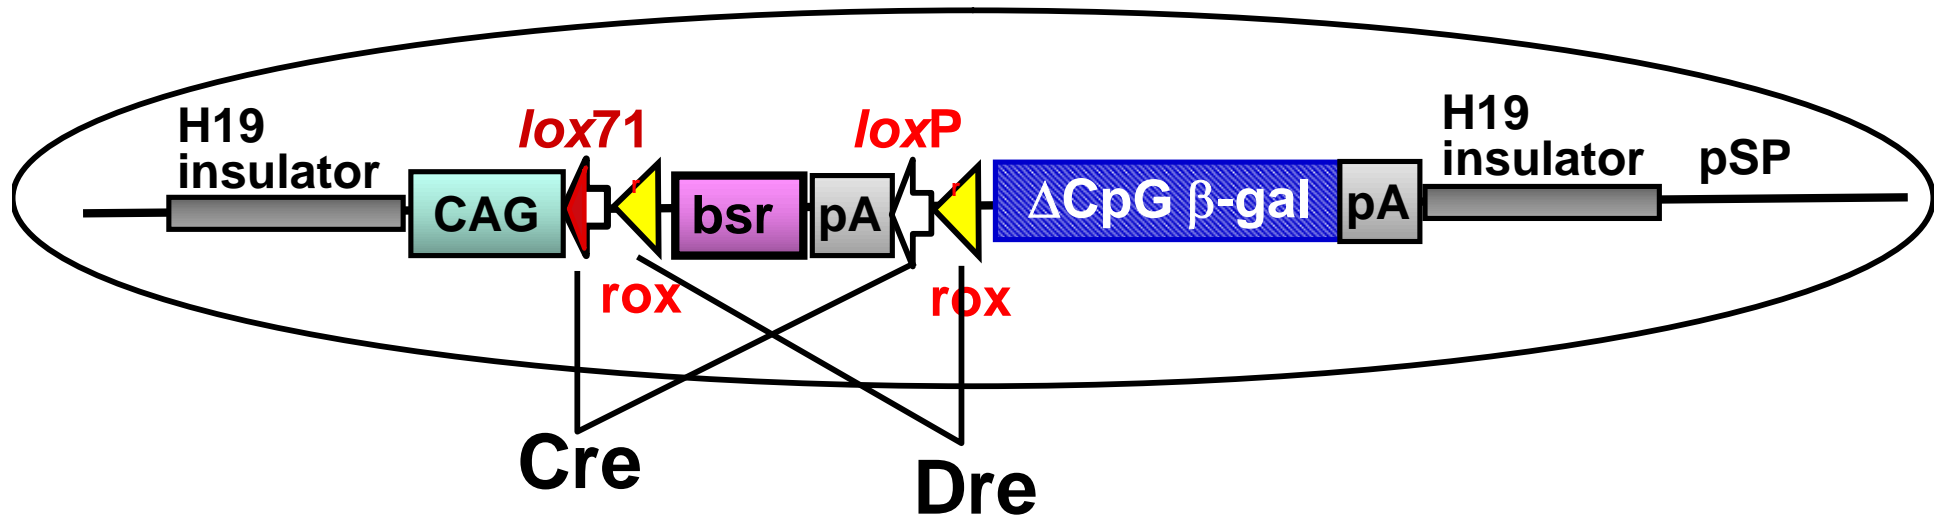 H19
insulator
lox71
loxP
H19
insulator
pSP
CAG
r
bsr
pA
r
ΔCpG β-gal
pA
rox
rox
Cre
Dre